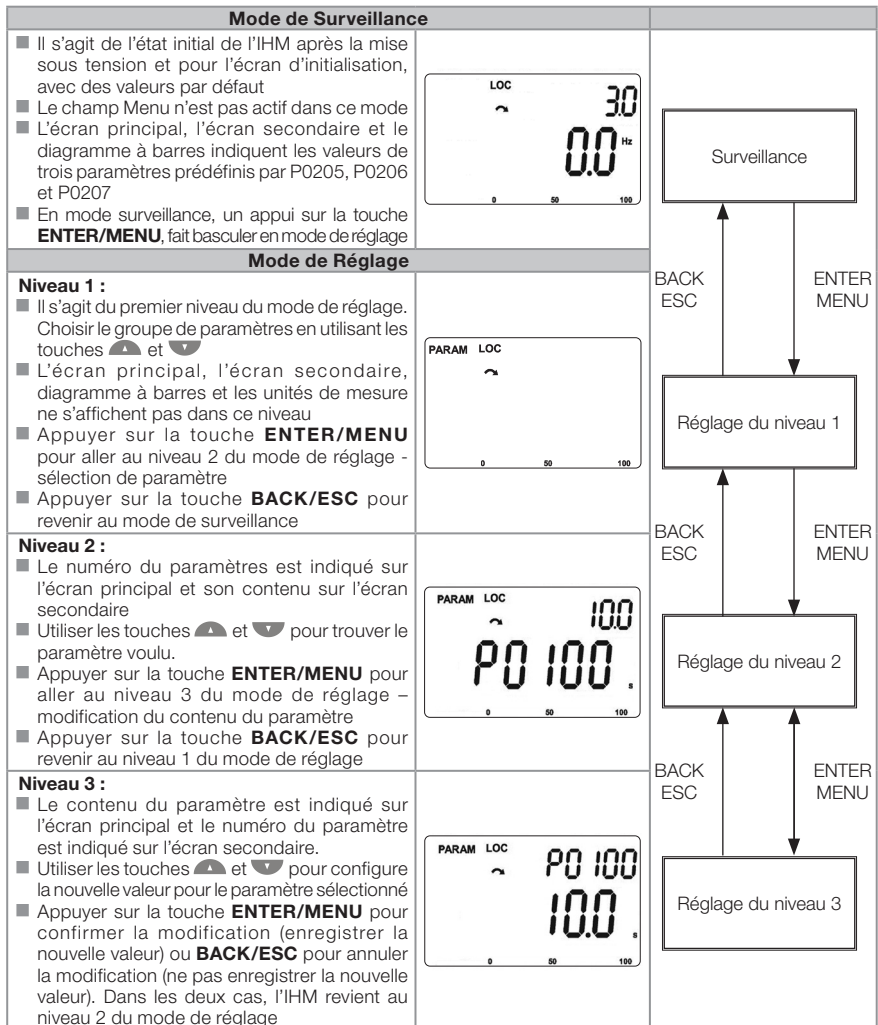 Mode de Surveillance
Il s'agit de l'état initial de l'IHM après la mise
sous tension et pour l'écran d'initialisation,
avec des valeurs par défaut
Le champ Menu n'est pas actif dans ce mode
L'écran principal, l'écran secondaire et le
diagramme à barres indiquent les valeurs de
trois paramètres prédéfinis par P0205, P0206
et P0207
En mode surveillance, un appui sur la touche
ENTER/MENU, fait basculer en mode de réglage
LOC
3.0
0.0 Hz
0 50 100
Mode de Réglage
Niveau 1 :
Il s'agit du premier niveau du mode de réglage.
Choisir le groupe de paramètres en utilisant les
touches et
L'écran principal, l'écran secondaire,
diagramme à barres et les unités de mesure
ne s'affichent pas dans ce niveau
Appuyer sur la touche ENTER/MENU
pour aller au niveau 2 du mode de réglage -
sélection de paramètre
Appuyer sur la touche BACK/ESC pour
revenir au mode de surveillance
PARAM LOC
0 50 100
Niveau 2 :
Le numéro du paramètres est indiqué sur
l'écran principal et son contenu sur l'écran
secondaire
Utiliser les touches et pour trouver le
paramètre voulu.
Appuyer sur la touche ENTER/MENU pour
aller au niveau 3 du mode de réglage –
modification du contenu du paramètre
Appuyer sur la touche BACK/ESC pour
revenir au niveau 1 du mode de réglage
PARAM LOC
10.0
P0100 s
0 50 100
Niveau 3 :
Le contenu du paramètre est indiqué sur
l'écran principal et le numéro du paramètre
est indiqué sur l'écran secondaire.
Utiliser les touches et pour configure
la nouvelle valeur pour le paramètre sélectionné
Appuyer sur la touche ENTER/MENU pour
confirmer la modification (enregistrer la
nouvelle valeur) ou BACK/ESC pour annuler
la modification (ne pas enregistrer la nouvelle
valeur). Dans les deux cas, l'IHM revient au
niveau 2 du mode de réglage
PARAM LOC
P0100
10.0 s
0 50 100
Surveillance
BACK ENTER
ESC MENU
Réglage du niveau 1
BACK ENTER
ESC MENU
Réglage du niveau 2
BACK ENTER
ESC MENU
Réglage du niveau 3